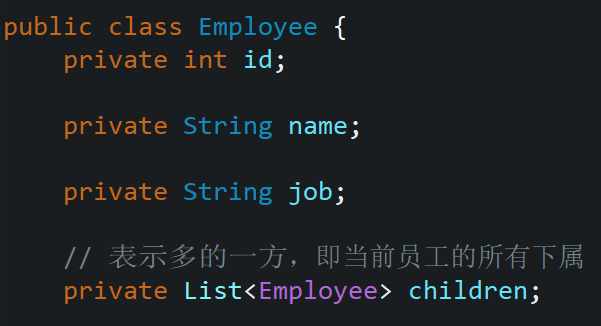 public class Employee {
private int id;
private String name;
private String job;
// 表示多的一方，即当前员工的所有下属
private List<Employee> children;